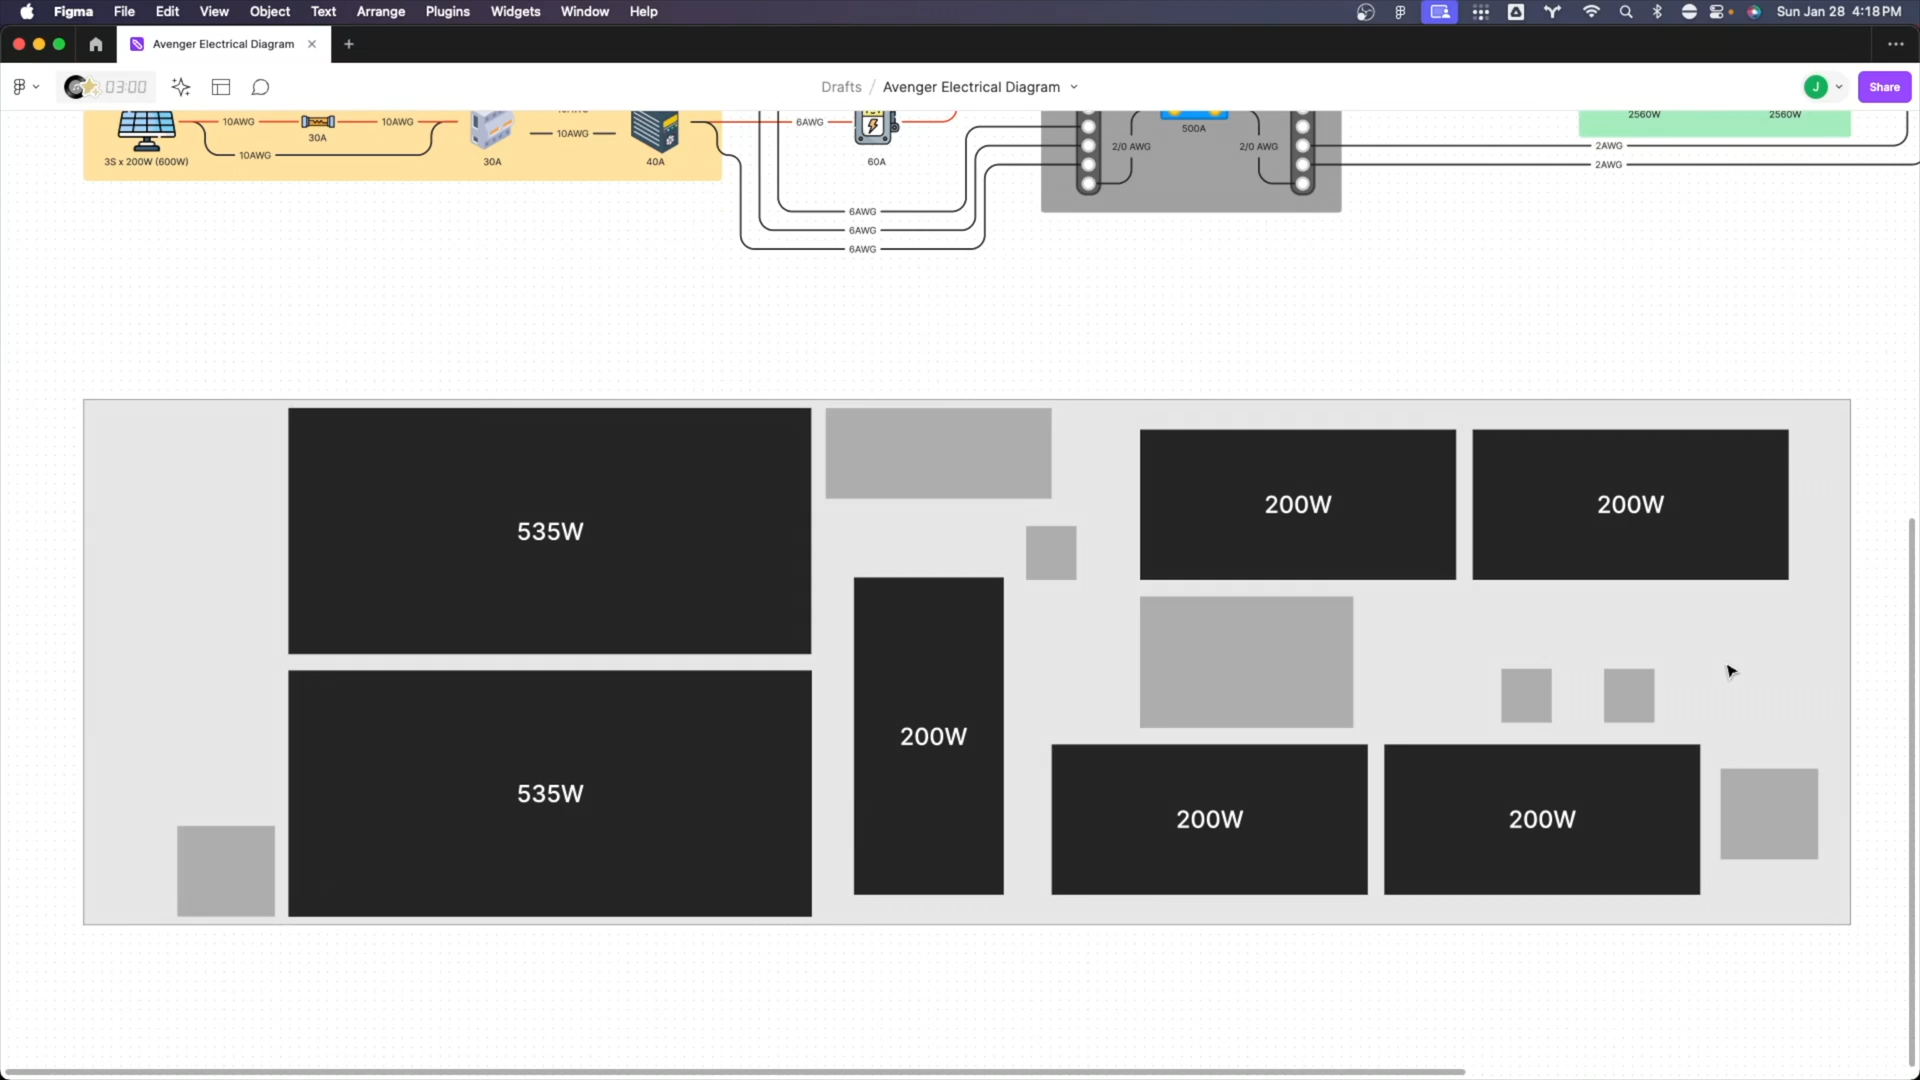 Figma File Edit View Object Text Arrange Plugins Widgets Window Help Sun Jan 28 4:18 PM
Avenger Electrical Diagram
03:00 Drafts / Avenger Electrical Diagram J Share
10AWG 10AWG 6AWG 500A 2560W 2560W
30A 10AWG 2/0 AWG 2/0 AWG 2AWG
10AWG
3S x 200W (600W) 30A 40A 60A 2AWG
6AWG
6AWG
6AWG
535W 200W 200W
200W
535W 200W 200W